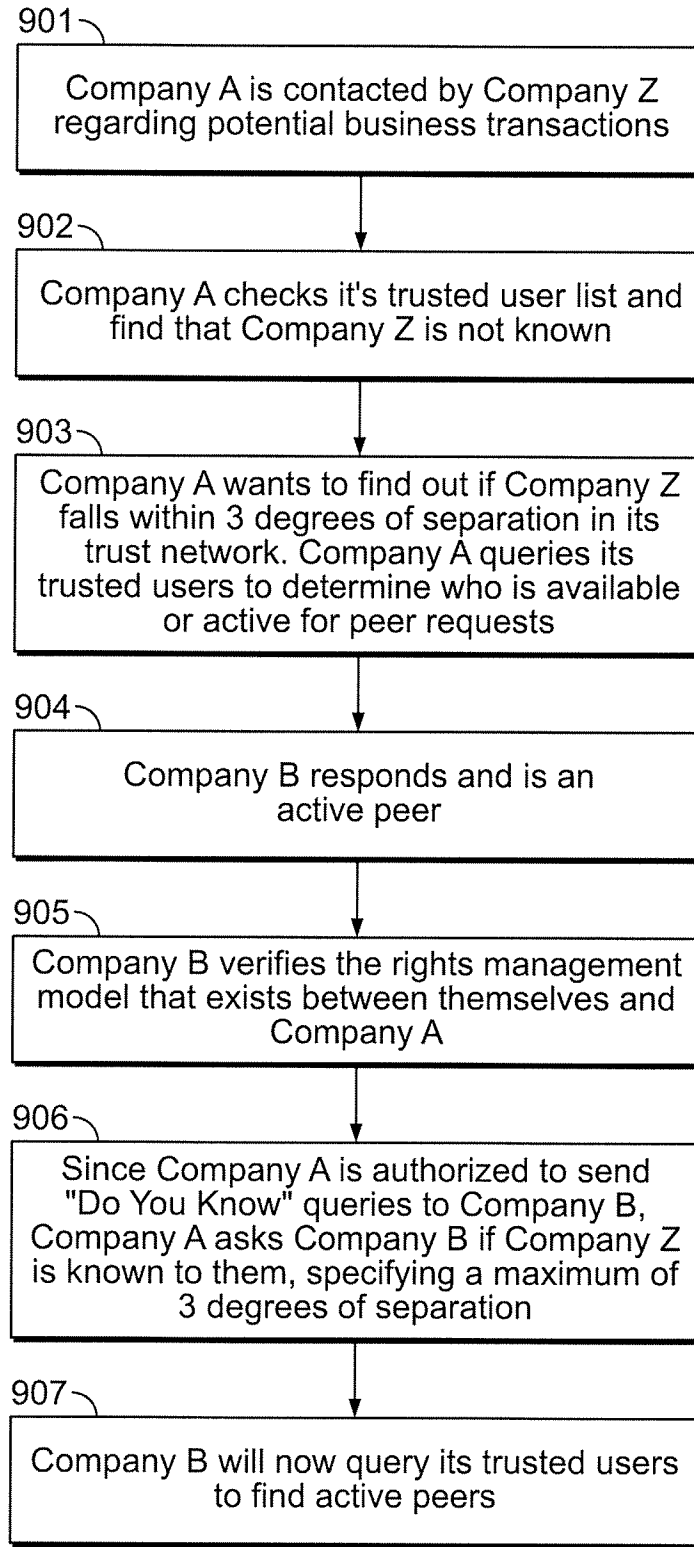 901
Company A is contacted by Company Z
regarding potential business transactions
902
Company A checks it's trusted user list and
find that Company Z is not known
903
Company A wants to find out if Company Z
falls within 3 degrees of separation in its
trust network. Company A queries its
trusted users to determine who is available
or active for peer requests
904
Company B responds and is an
active peer
905
Company B verifies the rights management
model that exists between themselves and
Company A
906
Since Company A is authorized to send
"Do You Know" queries to Company B,
Company A asks Company B if Company Z
is known to them, specifying a maximum of
3 degrees of separation
907
Company B will now query its trusted users
to find active peers